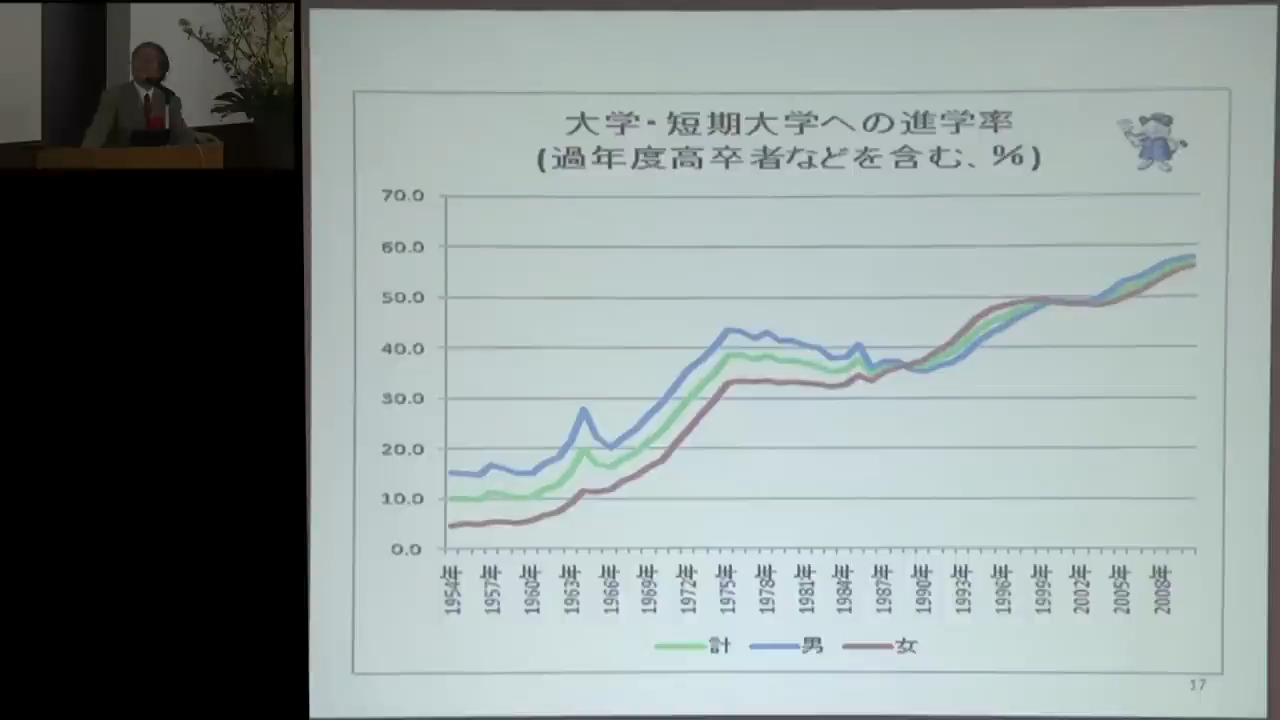 大学・短期大学への進学率
(過年度高卒者などを含む、%)
70.0
60.0
50.0
40.0
30.0
20.0
10.0
0.0
1954年
1957年
1960年
1963年
1966年
1969年
1972年
1975年
1978年
1981年
1984年
1987年
1990年
1993年
1996年
1999年
2002年
2005年
2008年
計 男 女
17